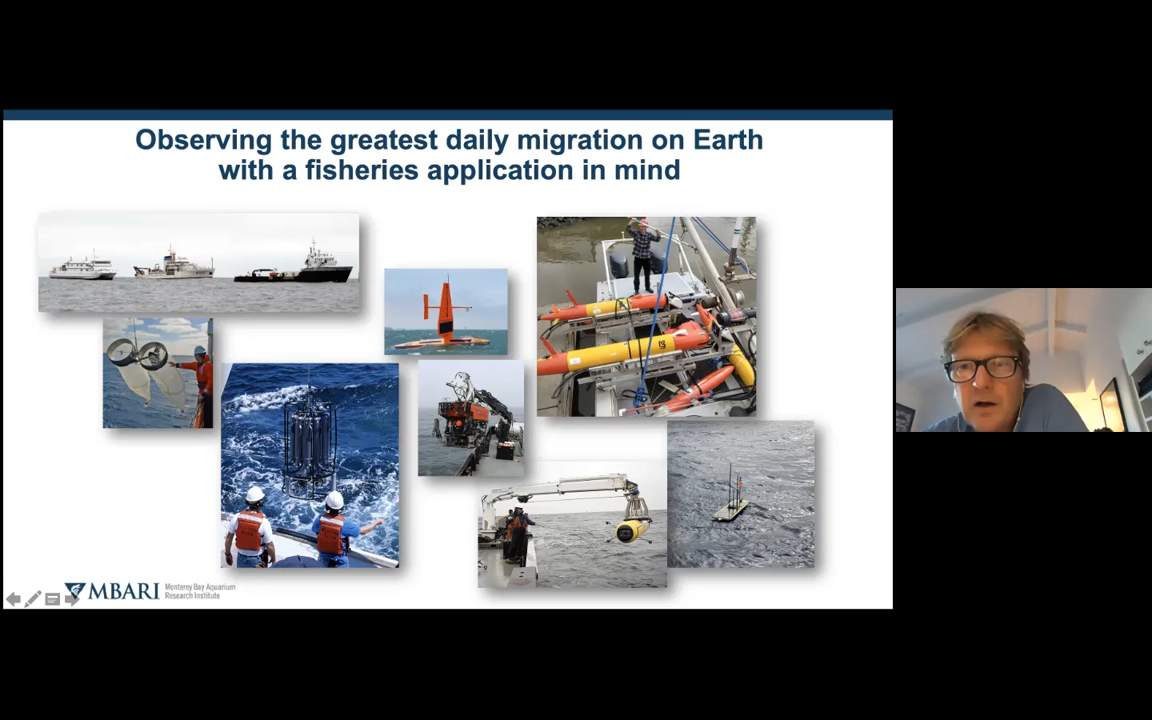 Observing the greatest daily migration on Earth
with a fisheries application in mind
MBARI
Monterey Bay Aquarium
Research Institute